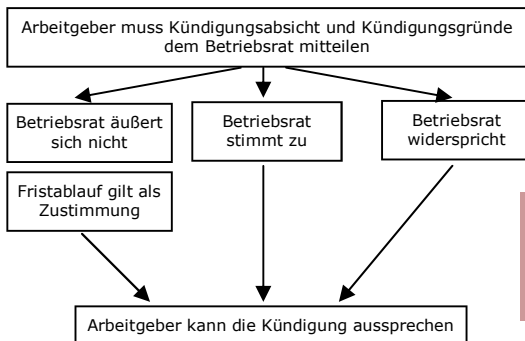 Arbeitgeber muss Kündigungsabsicht und Kündigungsgründe
dem Betriebsrat mitteilen
Betriebsrat äußert
sich nicht
Betriebsrat
stimmt zu
Betriebsrat
widerspricht
Fristablauf gilt als
Zustimmung
Arbeitgeber kann die Kündigung aussprechen